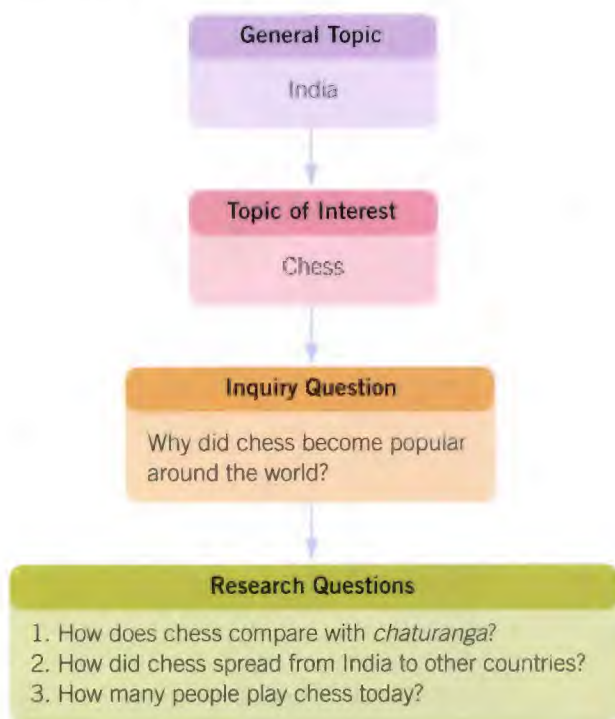 General Topic
India
Topic of Interest
Chess
Inquiry Question
Why did chess become popular
around the world?
Research Questions
1. How does chess compare with chaturanga?
2. How did chess spread from India to other countries?
3. How many people play chess today?